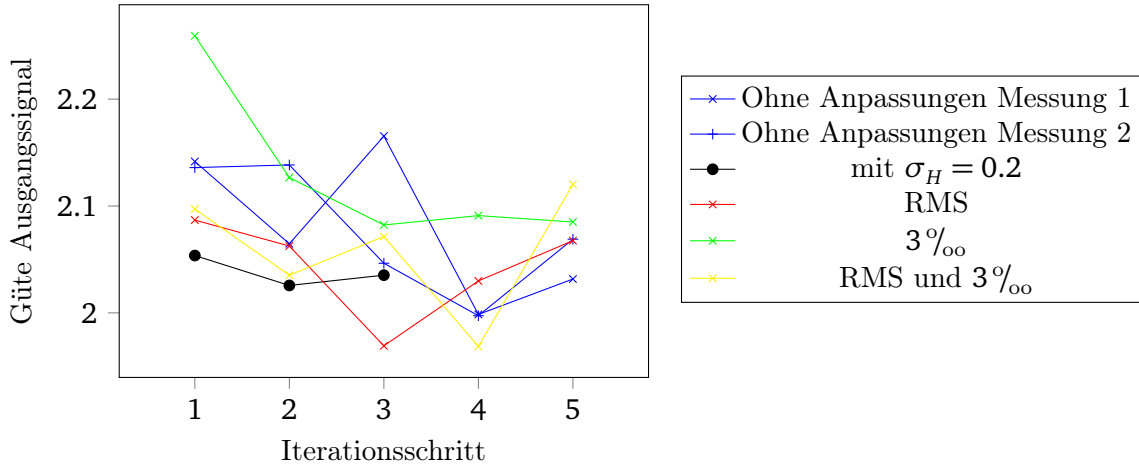 Güte Ausgangssignal
2.2
2.1
2
1 2 3 4 5
Iterationsschritt
Ohne Anpassungen Messung 1
Ohne Anpassungen Messung 2
mit σ_H = 0.2
RMS
3 ‰
RMS und 3 ‰